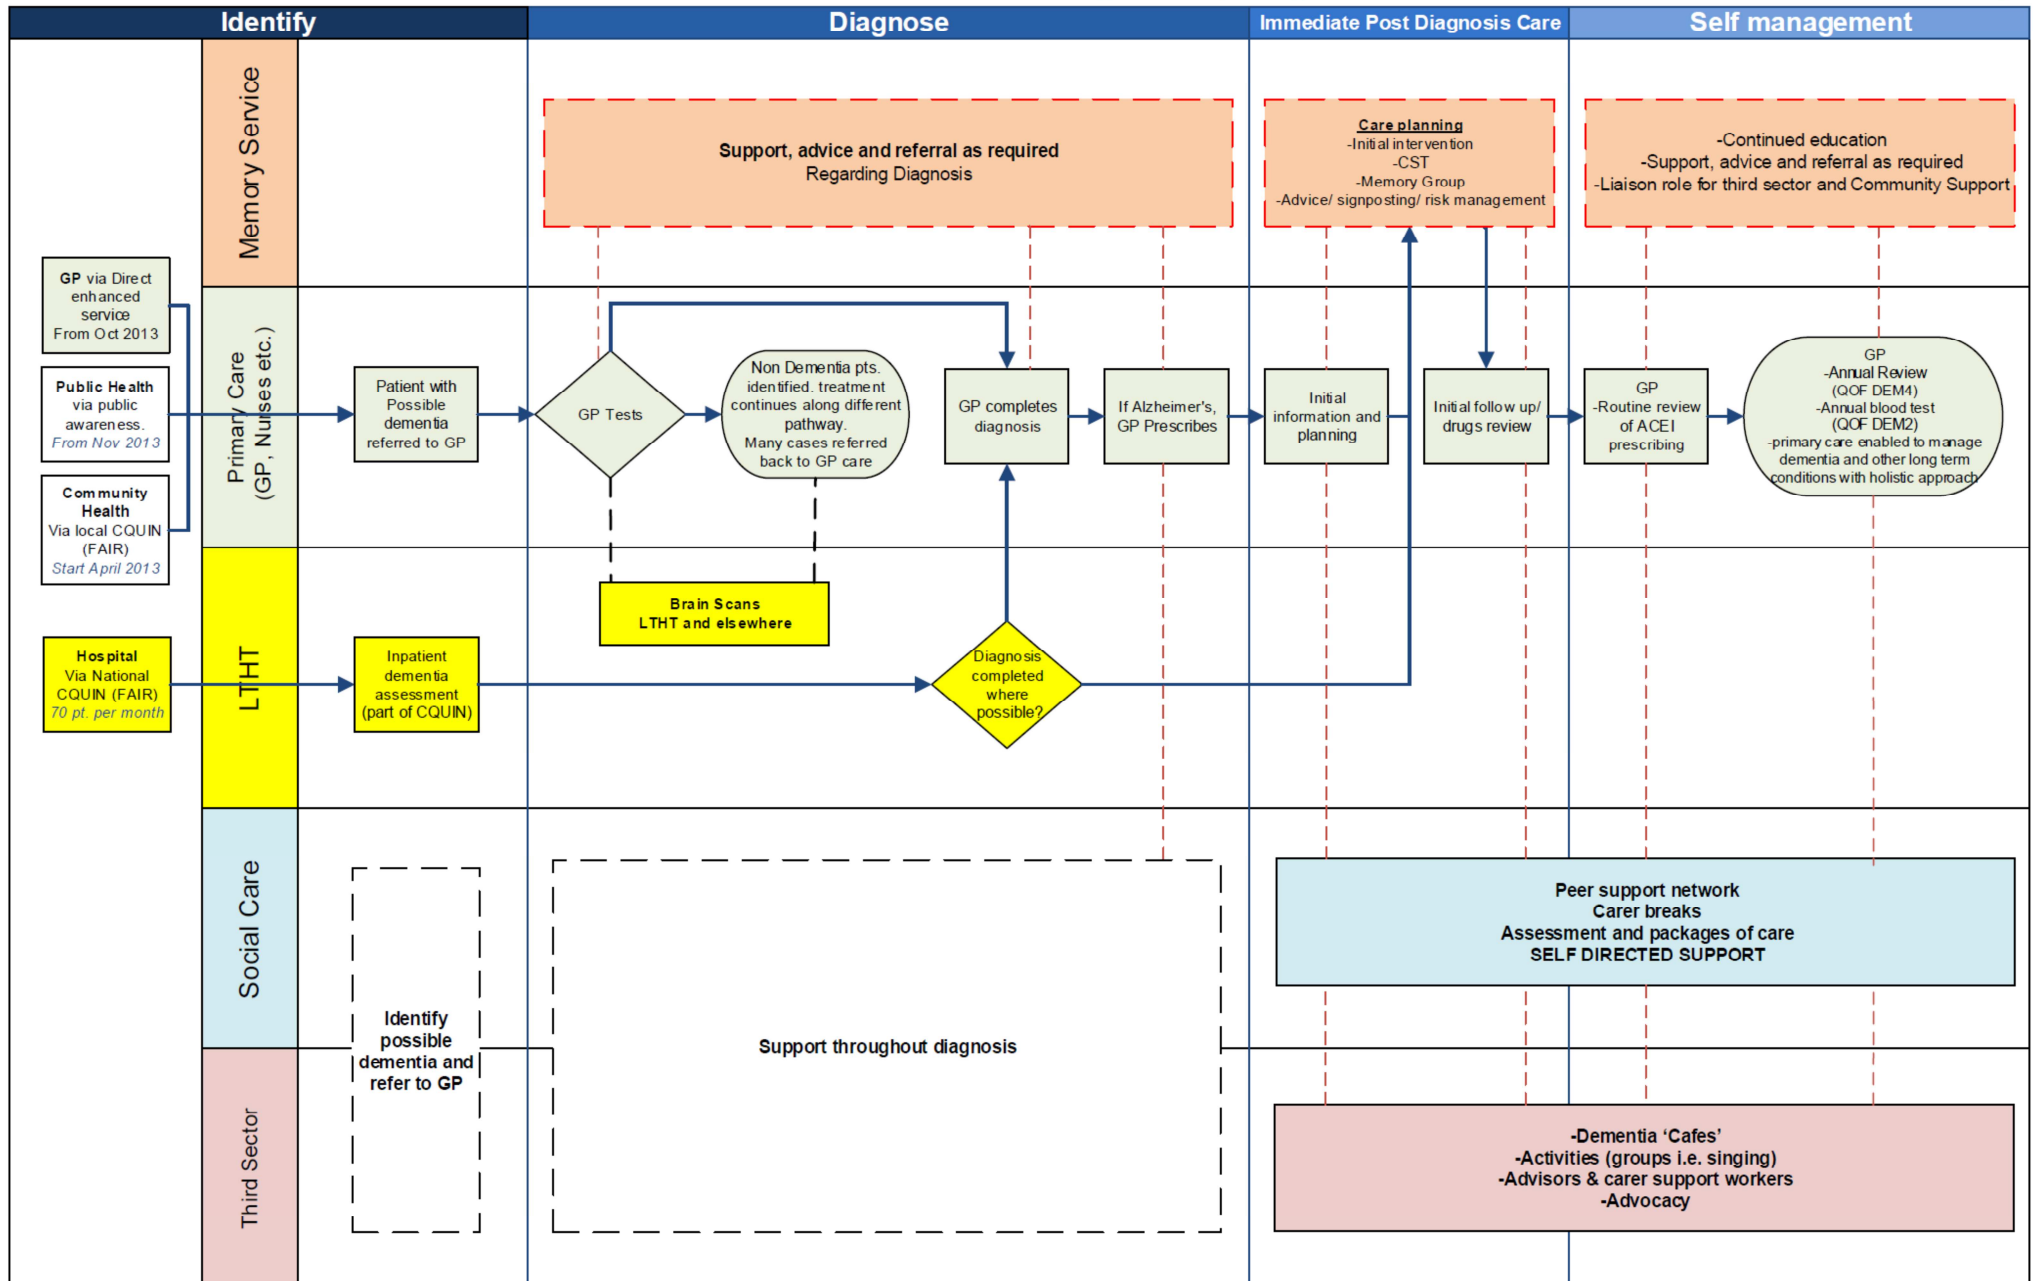 Identify
Diagnose
Immediate Post Diagnosis Care
Self management
Memory Service
Support, advice and referral as required
Regarding Diagnosis
Care planning
-Initial intervention
-CST
-Memory Group
-Advice/ signposting/ risk management
-Continued education
-Support, advice and referral as required
-Liaison role for third sector and Community Support
GP via Direct
enhanced
service
From Oct 2013
Public Health
via public
awareness.
From Nov 2013
Community
Health
Via local CQUIN
(FAIR)
Start April 2013
Primary Care
(GP, Nurses etc.)
Patient with
Possible
dementia
referred to GP
GP Tests
Non Dementia pts.
identified. treatment
continues along different
pathway.
Many cases referred
back to GP care
GP completes
diagnosis
If Alzheimer's,
GP Prescribes
Initial
information and
planning
Initial follow up/
drugs review
GP
-Routine review
of ACEI
prescribing
GP
-Annual Review
(QOF DEM4)
-Annual blood test
(QOF DEM2)
-primary care enabled to manage
dementia and other long term
conditions with holistic approach
Hospital
Via National
CQUIN (FAIR)
70 pt. per month
LTHT
Inpatient
dementia
assessment
(part of CQUIN)
Brain Scans
LTHT and elsewhere
Diagnosis
completed
where
possible?
Social Care
Identify
possible
dementia and
refer to GP
Support throughout diagnosis
Peer support network
Carer breaks
Assessment and packages of care
SELF DIRECTED SUPPORT
Third Sector
-Dementia ‘Cafes’
-Activities (groups i.e. singing)
-Advisors & carer support workers
-Advocacy